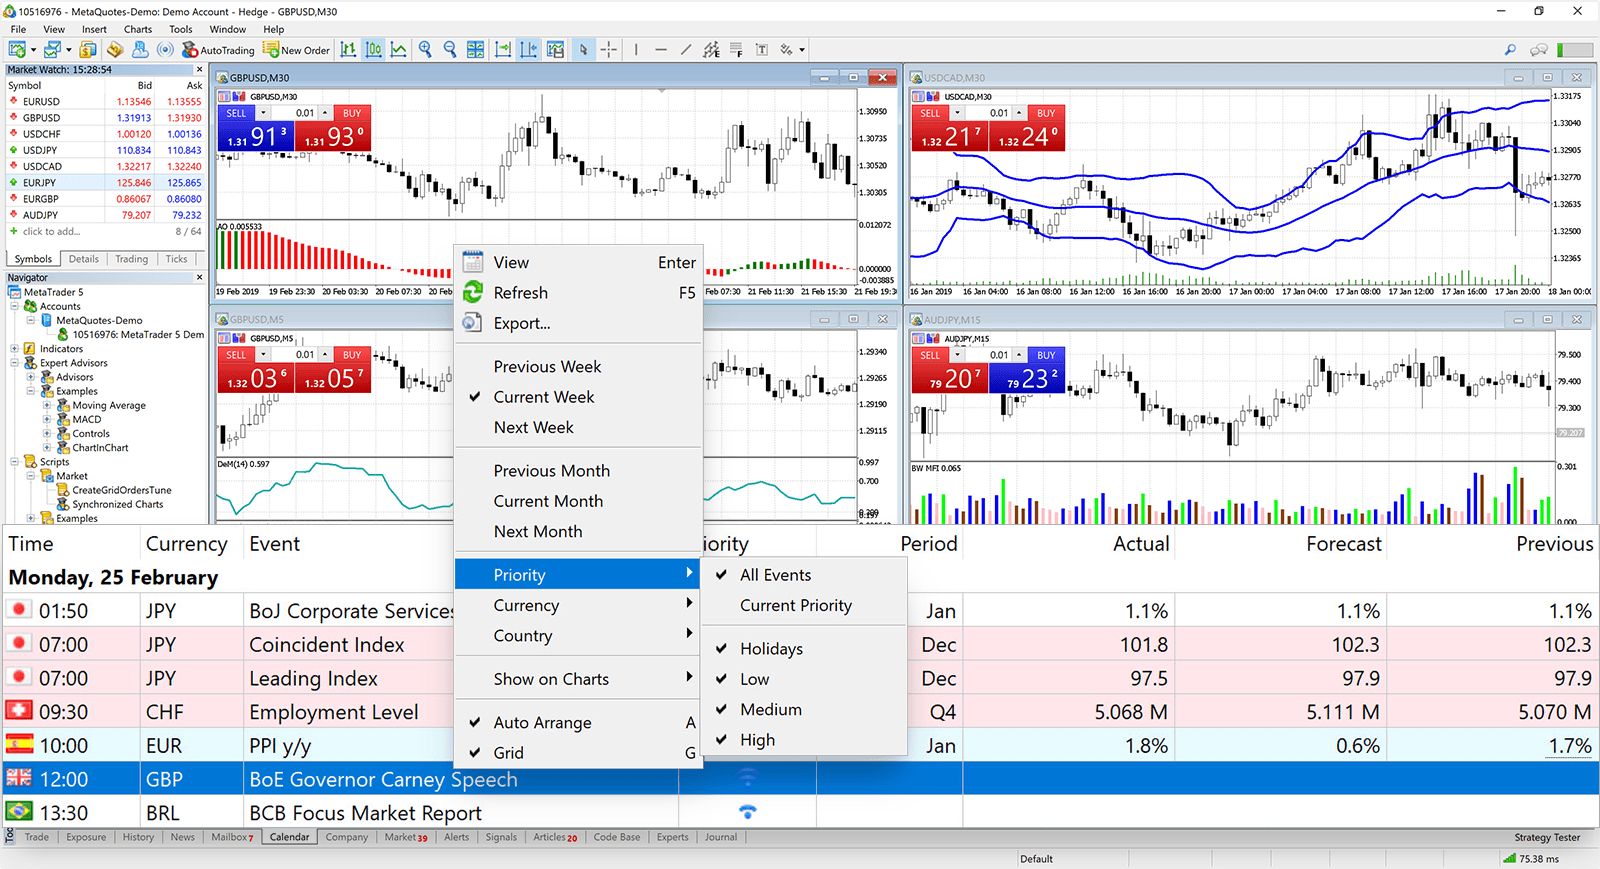 10516976 - MetaQuotes-Demo: Demo Account - Hedge - GBPUSD,M30
File View Insert Charts Tools Window Help
AutoTrading New Order
Market Watch: 15:28:54
Symbol Bid Ask
EURUSD 1.13546 1.13555
GBPUSD 1.31913 1.31930
USDCHF 1.00120 1.00136
USDJPY 110.834 110.843
USDCAD 1.32217 1.32240
EURJPY 125.846 125.865
EURGBP 0.86067 0.86080
AUDJPY 79.207 79.232
click to add... 8 / 64
Symbols Details Trading Ticks
Navigator
MetaTrader 5
Accounts
MetaQuotes-Demo
10516976: MetaTrader 5 Dem
Indicators
Expert Advisors
Advisors
Examples
Moving Average
MACD
Controls
ChartInChart
Scripts
Market
CreateGridOrdersTune
Synchronized Charts
Examples
GBPUSD,M30
GBPUSD,M30
SELL 0.01 BUY
1.31 91 3 1.31 93 0
1.30950
1.30735
1.30520
1.30305
AO 0.005533
0.012072
0.000000
-0.003885
19 Feb 2019 19 Feb 23:30 20 Feb 03:30 20 Feb 07:30 20 Feb
eb 07:30 21 Feb 11:30 21 Feb 15:30 21 Feb 19:30
USDCAD,M30
USDCAD,M30
SELL 0.01 BUY
1.32 21 7 1.32 24 0
1.33175
1.33040
1.32905
1.32770
1.32635
1.32500
1.32365
16 Jan 2019 16 Jan 04:00 16 Jan 08:00 16 Jan 12:00 16 Jan 16:00 16 Jan 20:00 17 Jan 00:00 17 Jan 04:00 17 Jan 08:00 17 Jan 12:00 17 Jan 16:00 17 Jan 20:00 18 Jan 00:00
GBPUSD,M5
GBPUSD,M5
SELL 0.01 BUY
1.32 03 6 1.32 05 7
1.29340
1.29265
1.29190
1.29115
DeM(14) 0.597
0.997
0.700
AUDJPY,M15
AUDJPY,M15
SELL 0.01 BUY
79 20 7 79 23 2
79.500
79.400
79.300
79.207
BW MFI 0.065
0.301
0.000
View Enter
Refresh F5
Export...
Previous Week
Current Week
Next Week
Previous Month
Current Month
Next Month
Priority
Currency
Country
Show on Charts
Auto Arrange A
Grid G
All Events
Current Priority
Holidays
Low
Medium
High
Time Currency Event iority Period Actual Forecast Previous
Monday, 25 February
01:50 JPY BoJ Corporate Services Jan 1.1% 1.1% 1.1%
07:00 JPY Coincident Index Dec 101.8 102.3 102.3
07:00 JPY Leading Index Dec 97.5 97.9 97.9
09:30 CHF Employment Level Q4 5.068 M 5.111 M 5.070 M
10:00 EUR PPI y/y Jan 1.8% 0.6% 1.7%
12:00 GBP BoE Governor Carney Speech
13:30 BRL BCB Focus Market Report
Trade Exposure History News Mailbox 7 Calendar Company Market 39 Alerts Signals Articles 20 Code Base Experts Journal Strategy Tester
Default 75.38 ms